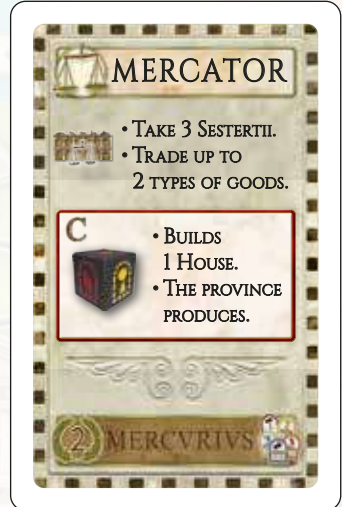 MERCATOR
• TAKE 3 SESTERTII.
• TRADE UP TO
2 TYPES OF GOODS.
C
• BUILDS
1 HOUSE.
• THE PROVINCE
PRODUCES.
2 MERCVRIVS